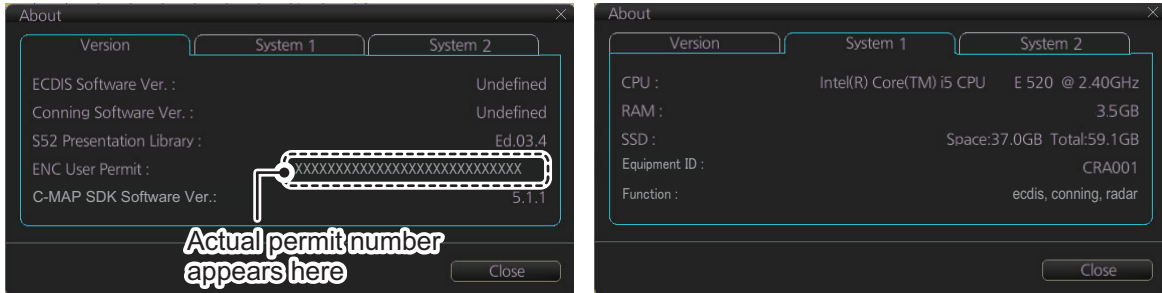 About
Version System 1 System 2
ECDIS Software Ver. : Undefined
Conning Software Ver. : Undefined
S52 Presentation Library : Ed.03.4
ENC User Permit : XXXXXXXXXXXXXXXXXXXXXXXXXXXX
C-MAP SDK Software Ver.: 5.1.1
Actual permit number
appears here
Close
About
Version System 1 System 2
CPU : Intel(R) Core(TM) i5 CPU E 520 @ 2.40GHz
RAM : 3.5GB
SSD : Space:37.0GB Total:59.1GB
Equipment ID : CRA001
Function : ecdis, conning, radar
Close